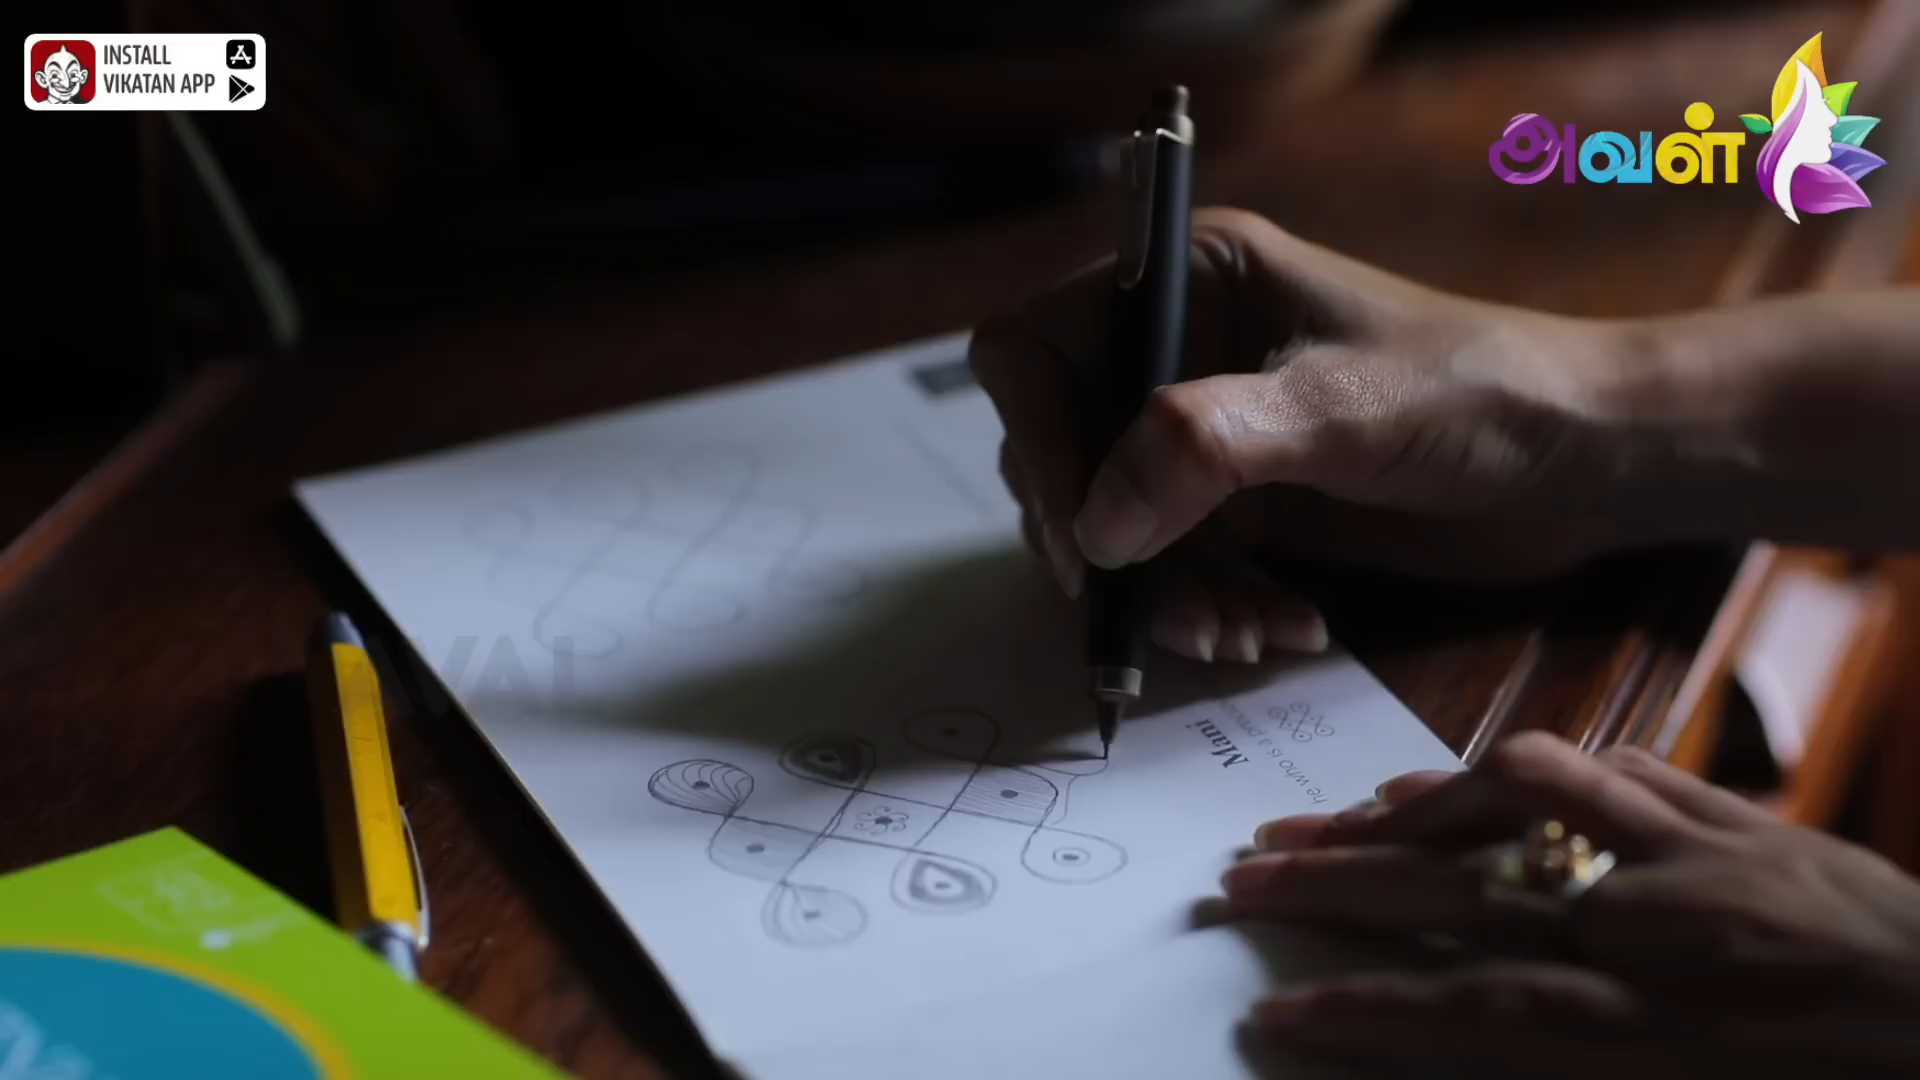 INSTALL
VIKATAN APP
அவள்
Mani
he who is a